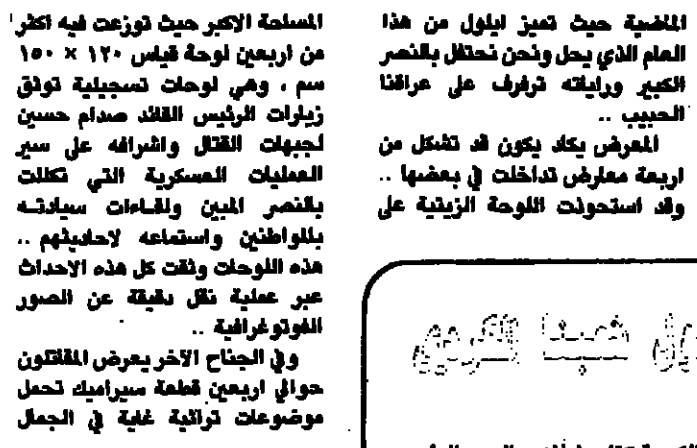 الماضية حيث تميز ايلول من هذا
العام الذي يحل ونحن نحتفل بالنصر
الكبير وراياته ترفرف على عراقنا
الحبيب ..
المعرض يكاد يكون قد تشكل من
اربعة معارض تداخلت في بعضها ..
وقد استحوذت اللوحة الزيتية على
المساحة الاكبر حيث توزعت فيه اكثر
من اربعين لوحة قياس ١٢٠ × ١٥٠
سم ، وهي لوحات تسجيلية توثق
زيارات الرئيس القائد صدام حسين
لجبهات القتال واشرافه على سير
العمليات العسكرية التي تكللت
بالنصر المبين ولقاءات سيادتـه
بالمواطنين واستماعه لاحاديثهم ..
هذه اللوحات وثقت كل هذه الاحداث
عبر عملية نقل دقيقة عن الصور
الفوتوغرافية ..
وفي الجناح الآخر يعرض المقاتلون
حوالي اربعين قطعة سيراميك تحمل
موضوعات تراثية غاية في الجمال